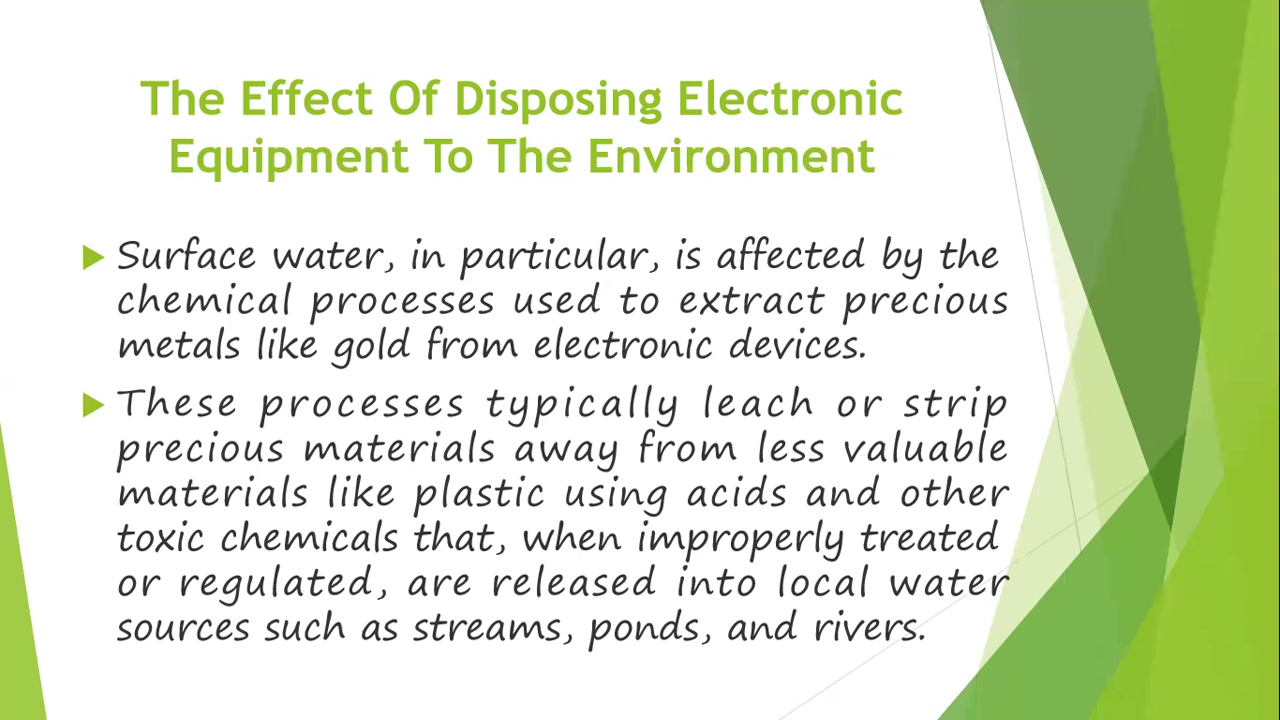 The Effect Of Disposing Electronic
Equipment To The Environment
Surface water, in particular, is affected by the
chemical processes used to extract precious
metals like gold from electronic devices.
These processes typically leach or strip
precious materials away from less valuable
materials like plastic using acids and other
toxic chemicals that, when improperly treated
or regulated, are released into local water
sources such as streams, ponds, and rivers.